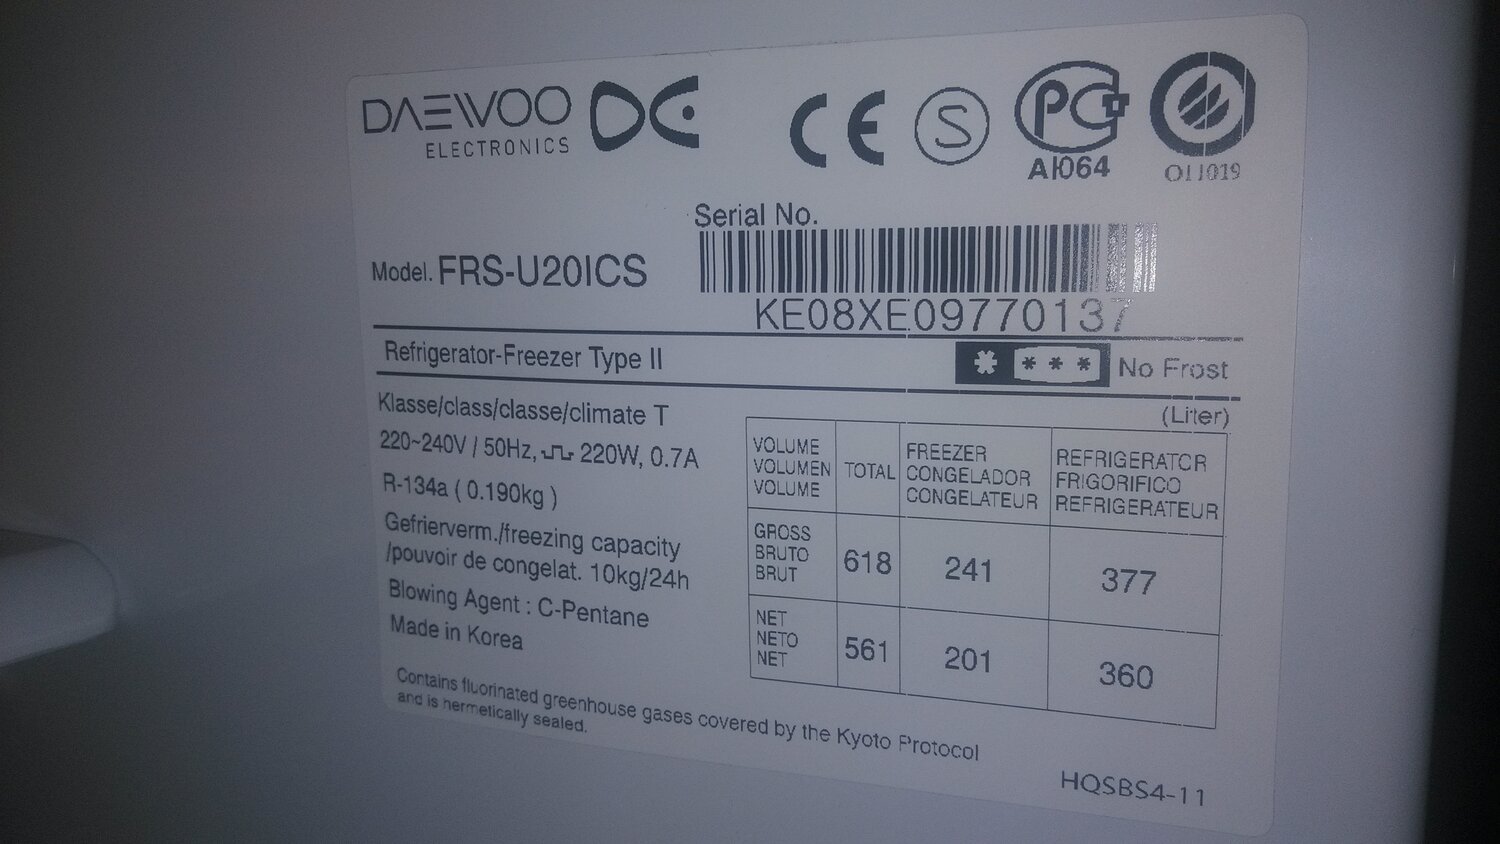 DAEWOO
ELECTRONICS
CE S PC
АЮ064
O11019
Serial No.
Model. FRS-U20ICS
KE08XE09770137
Refrigerator-Freezer Type II
* *** No Frost
Klasse/class/classe/climate T
220~240V / 50Hz, 220W, 0.7A
R-134a ( 0.190kg )
Gefrierverm./freezing capacity
/pouvoir de congelat. 10kg/24h
Blowing Agent : C-Pentane
Made in Korea
(Liter)
VOLUME
VOLUMEN
VOLUME
TOTAL
FREEZER
CONGELADOR
CONGELATEUR
REFRIGERATOR
FRIGORIFICO
REFRIGERATEUR
GROSS
BRUTO
BRUT
618
241
377
NET
NETO
NET
561
201
360
Contains fluorinated greenhouse gases covered by the Kyoto Protocol
and is hermetically sealed.
HQSBS4-11